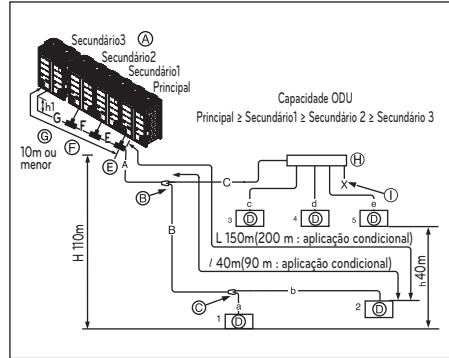 Secundário3 Ⓐ
Secundário2
Secundário1
Principal
Capacidade ODU
Principal ≥ Secundário1 ≥ Secundário 2 ≥ Secundário 3
h1
G
F
E
Ⓖ
10m ou
menor
Ⓕ
Ⓔ
A
C
Ⓗ
X
Ⓘ
Ⓑ
c
d
e
3 Ⓓ
4 Ⓓ
5 Ⓓ
H 110m
B
L 150m(200 m : aplicação condicional)
l 40m(90 m : aplicação condicional)
h 40m
Ⓒ
b
a
2 Ⓓ
1 Ⓓ